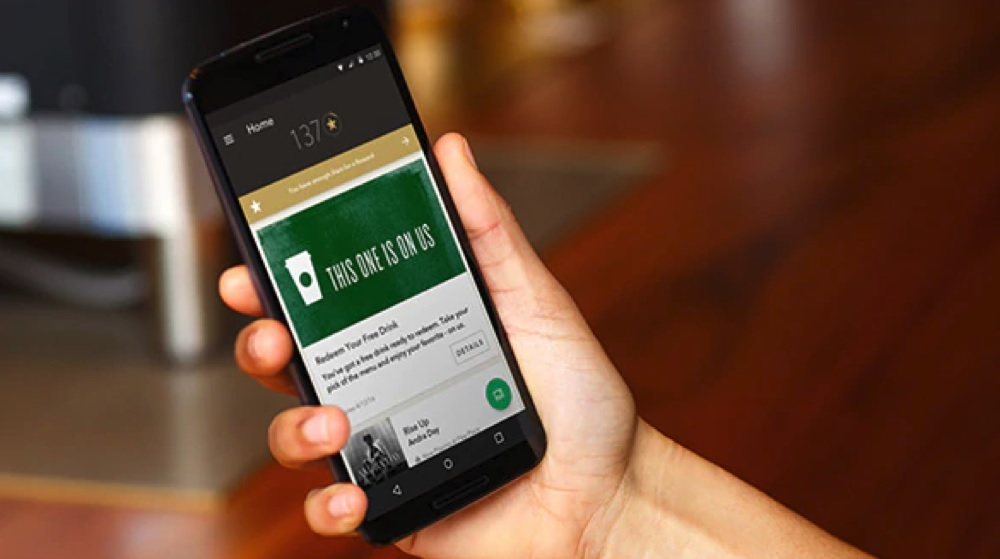 12:30
Home
137
You have enough Stars for a Reward
THIS ONE IS ON US
Redeem Your Free Drink
You've got a free drink ready to redeem. Take your
pick of the menu and enjoy your favorite - on us.
DETAILS
Rise Up
Andra Day